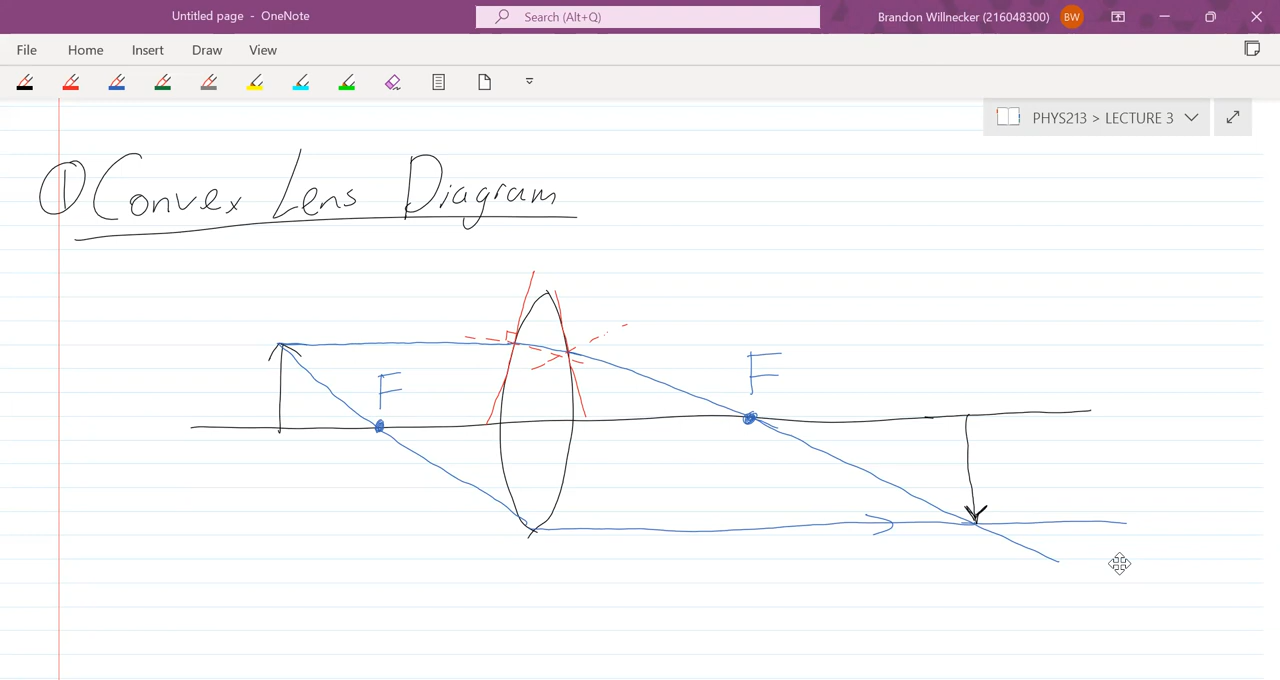 Untitled page - OneNote
Search (Alt+Q)
Brandon Willnecker (216048300)
BW
File Home Insert Draw View
PHYS213 > LECTURE 3
① Convex Lens Diagram
F
F